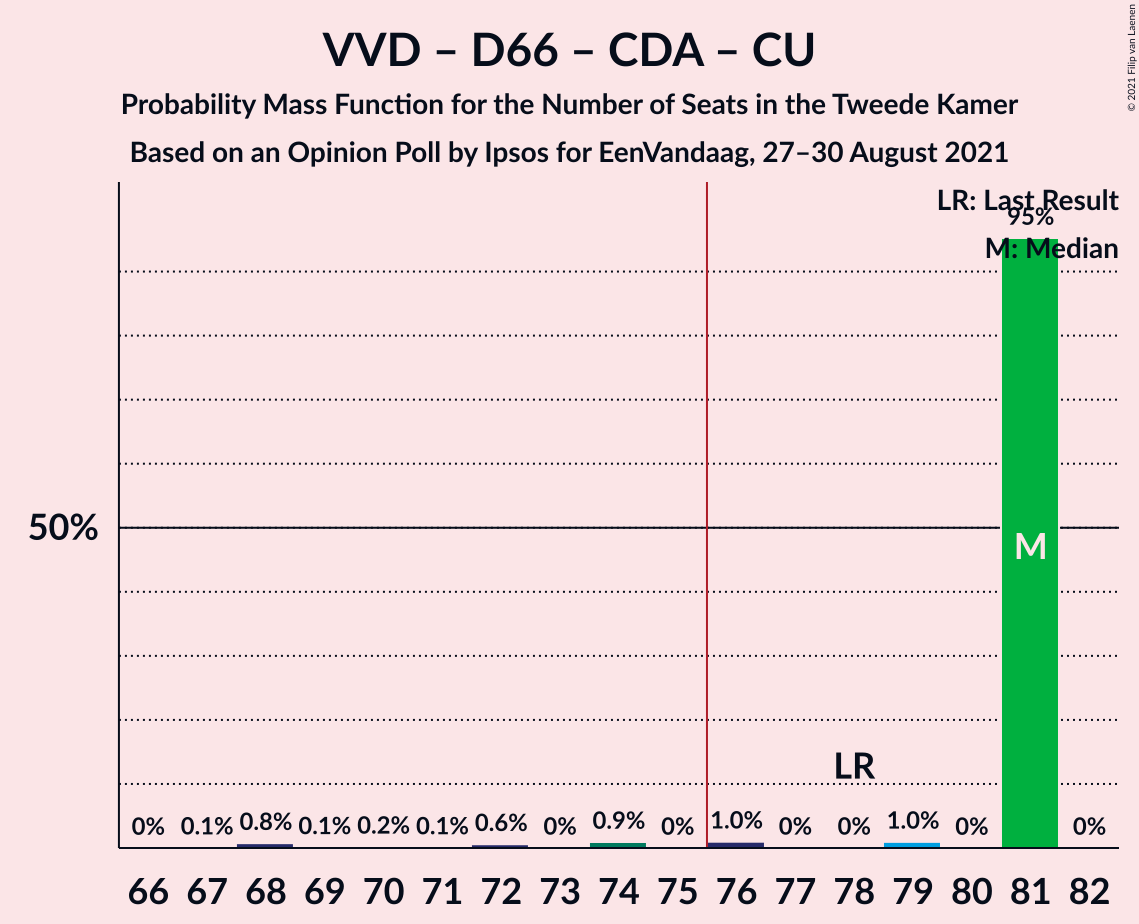 VVD – D66 – CDA – CU
Probability Mass Function for the Number of Seats in the Tweede Kamer
Based on an Opinion Poll by Ipsos for EenVandaag, 27–30 August 2021
© 2021 Filip van Laenen
LR: Last Result
95%
M: Median
50%
M
LR
0% 0.1% 0.8% 0.1% 0.2% 0.1% 0.6% 0% 0.9% 0% 1.0% 0% 0% 1.0% 0% 0%
66 67 68 69 70 71 72 73 74 75 76 77 78 79 80 81 82